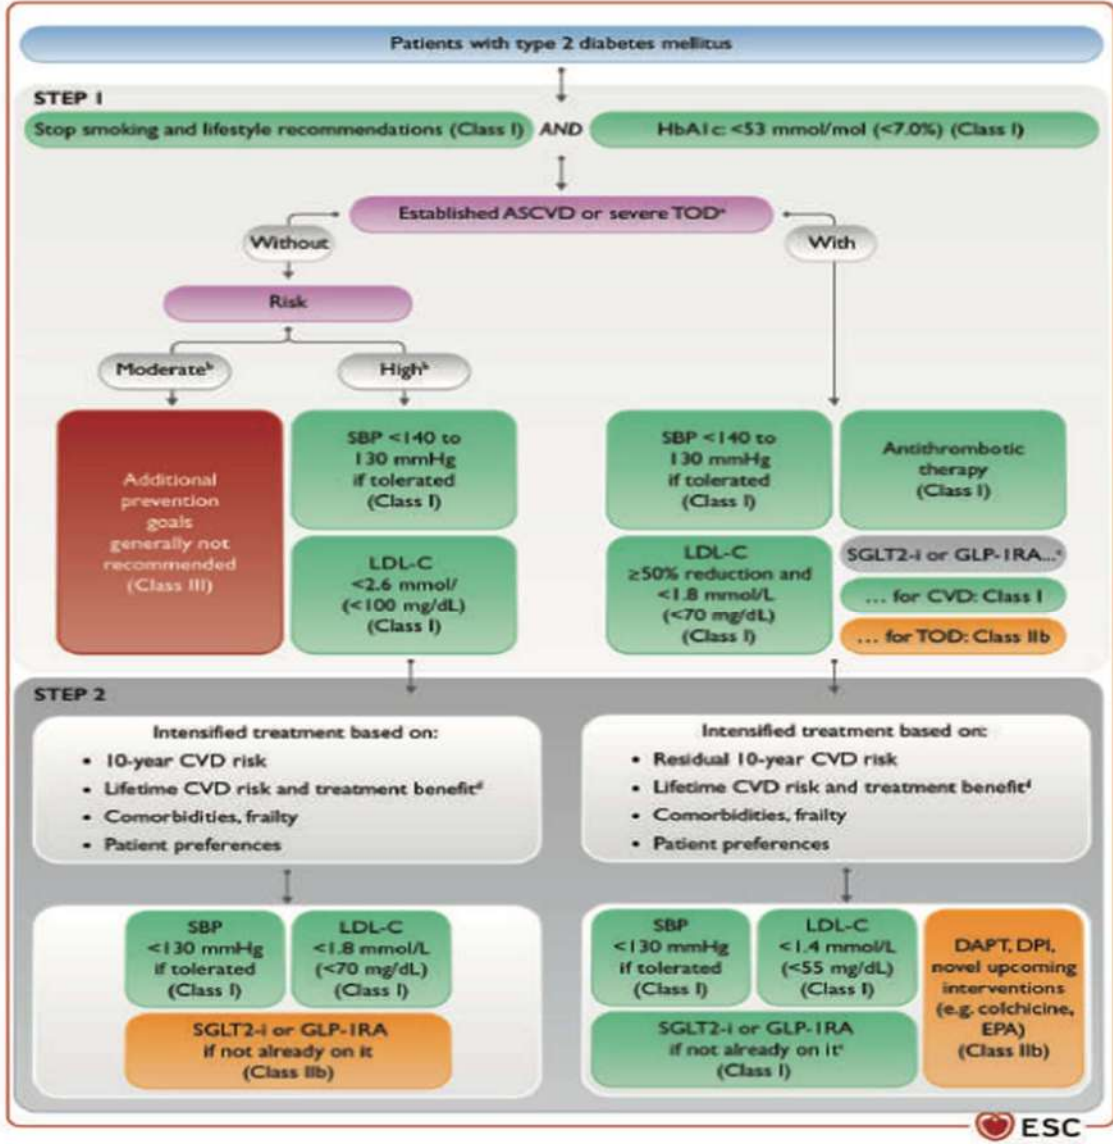 Patients with type 2 diabetes mellitus
STEP 1
Stop smoking and lifestyle recommendations (Class I)
AND
HbA1c: <53 mmol/mol (<7.0%) (Class I)
Established ASCVD or severe TODᵃ
Without
With
Risk
Moderateᵇ
Highᵇ
Additional
prevention
goals
generally not
recommended
(Class III)
SBP <140 to
130 mmHg
if tolerated
(Class I)
LDL-C
<2.6 mmol/
(<100 mg/dL)
(Class I)
SBP <140 to
130 mmHg
if tolerated
(Class I)
LDL-C
≥50% reduction and
<1.8 mmol/L
(<70 mg/dL)
(Class I)
Antithrombotic
therapy
(Class I)
SGLT2-i or GLP-1RA...ᶜ
... for CVD: Class I
... for TOD: Class IIb
STEP 2
Intensified treatment based on:
• 10-year CVD risk
• Lifetime CVD risk and treatment benefitᵈ
• Comorbidities, frailty
• Patient preferences
Intensified treatment based on:
• Residual 10-year CVD risk
• Lifetime CVD risk and treatment benefitᵈ
• Comorbidities, frailty
• Patient preferences
SBP
<130 mmHg
if tolerated
(Class I)
LDL-C
<1.8 mmol/L
(<70 mg/dL)
(Class I)
SGLT2-i or GLP-1RA
if not already on it
(Class IIb)
SBP
<130 mmHg
if tolerated
(Class I)
LDL-C
<1.4 mmol/L
(<55 mg/dL)
(Class I)
SGLT2-i or GLP-1RA
if not already on itᶜ
(Class I)
DAPT, DPI,
novel upcoming
interventions
(e.g. colchicine,
EPA)
(Class IIb)
ESC